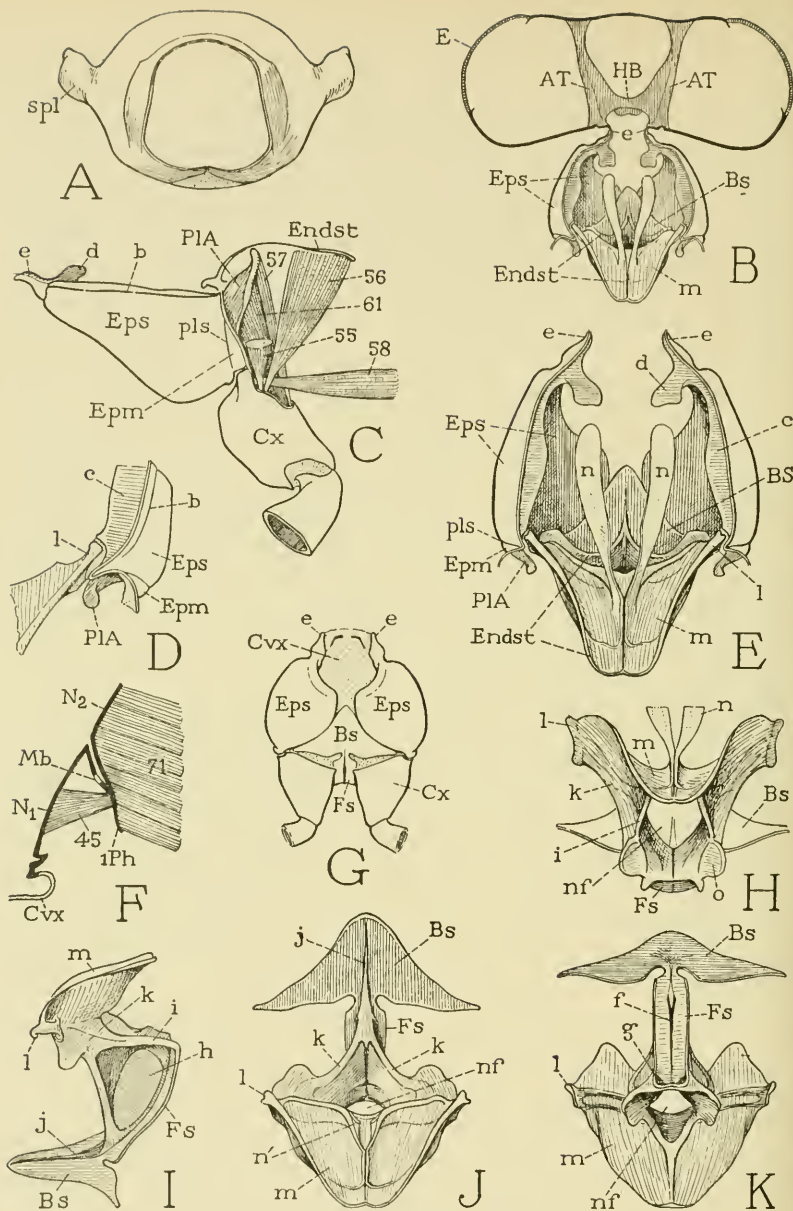 spl
A
E
AT
HB
AT
e
Eps
Bs
Endst
m
B
e
d
b
Eps
pls
Epm
PlA
57
Endst
56
61
55
58
Cx
C
c
b
l
Eps
Epm
PlA
D
e
d
Eps
c
n
n
BS
pls
Epm
PlA
l
Endst
m
E
N2
Mb
71
N1
45
1Ph
Cvx
F
e
e
Cvx
Eps
Eps
Bs
Fs
Cx
G
l
n
m
k
Bs
i
nf
Fs
o
H
m
k
i
l
h
j
Fs
Bs
I
j
Bs
Fs
k
k
nf
l
n
m
J
Bs
f
Fs
g
l
m
nf
K